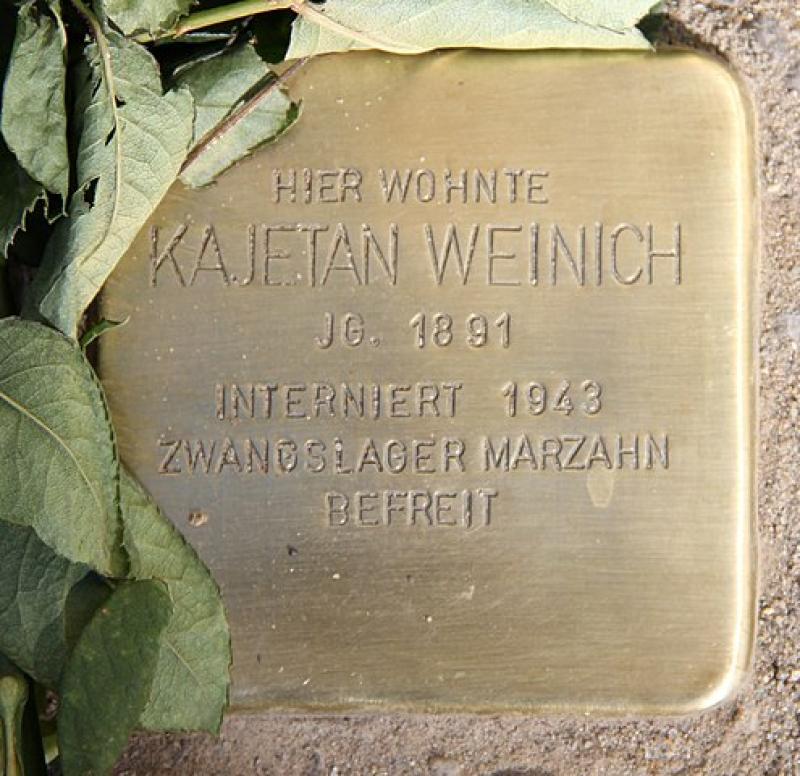 HIER WOHNTE
KAJETAN WEINICH
JG. 1891
INTERNIERT 1943
ZWANGSLAGER MARZAHN
BEFREIT